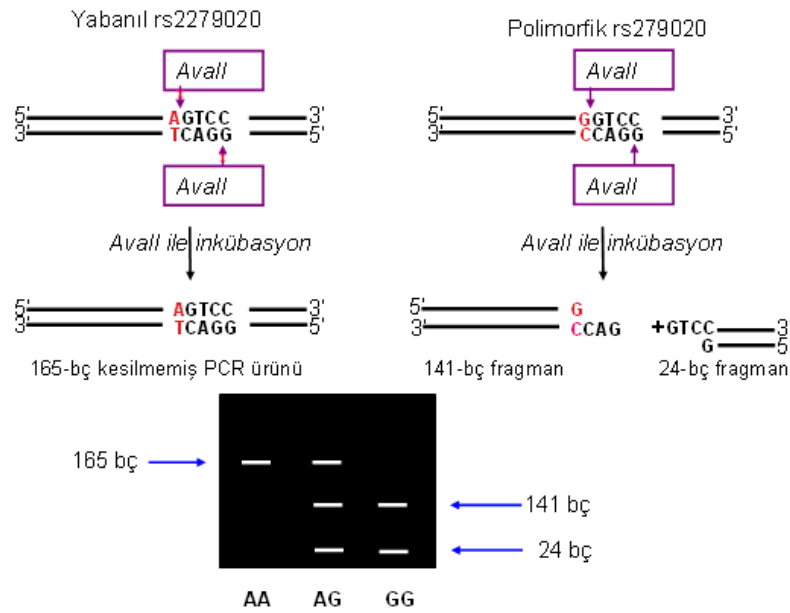 Yabanıl rs2279020
Polimorfik rs279020
AvaII
AvaII
5' AGTCC 3'
3' TCAGG 5'
5' GGTCC 3'
3' CCAGG 5'
AvaII
AvaII
AvaII ile inkübasyon
AvaII ile inkübasyon
5' AGTCC 3'
3' TCAGG 5'
5' G
3' CCAG
+GTCC 3
G 5
165-bç kesilmemiş PCR ürünü
141-bç fragman
24-bç fragman
165 bç
141 bç
24 bç
AA AG GG